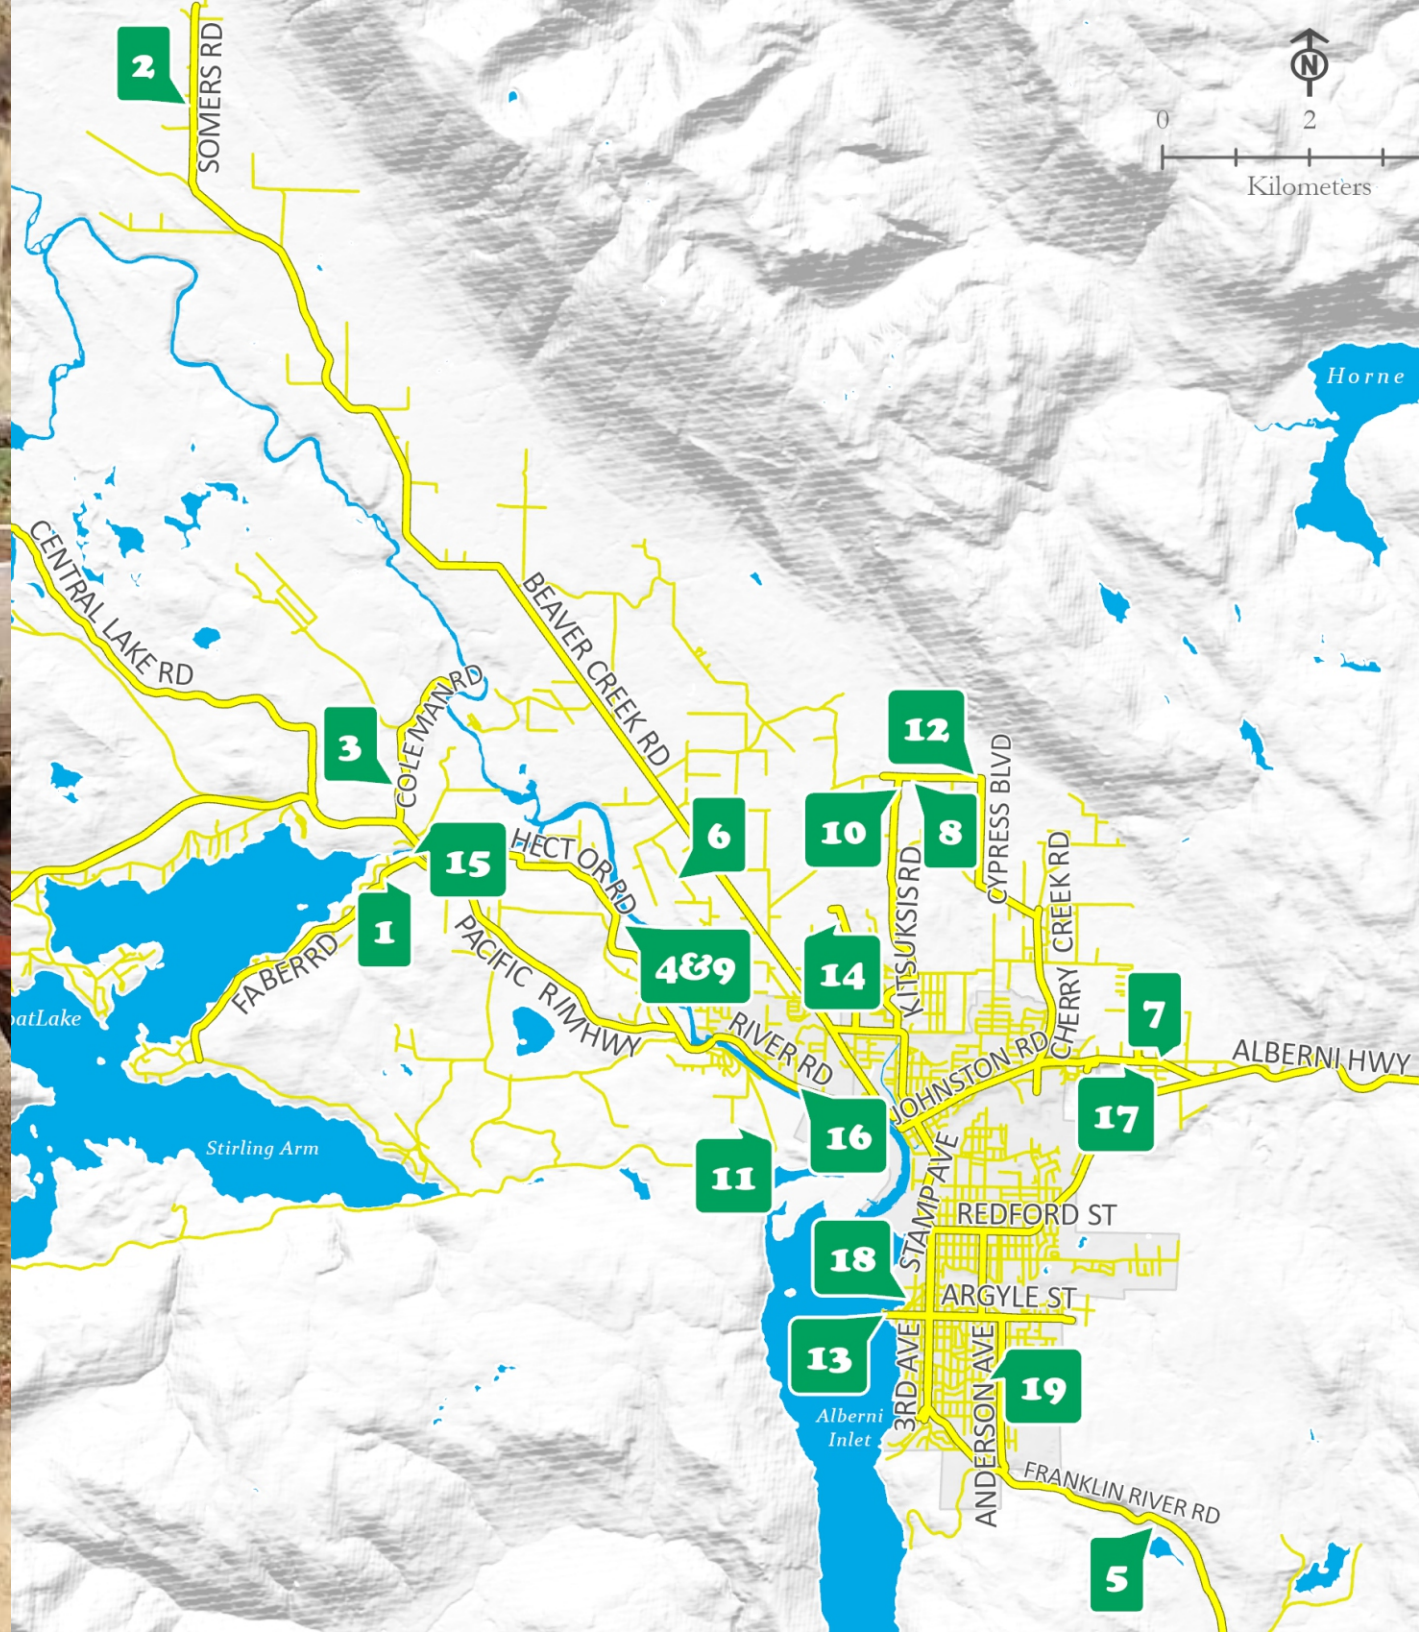 2
SOMERS RD
N
0
2
Kilometers
Horne
CENTRAL LAKE RD
BEAVER CREEK RD
COLEMAN RD
3
12
CYPRESS BLVD
6
10
8
15
HECTOR RD
KITSUKSIS RD
CHERRY CREEK RD
1
FABER RD
PACIFIC RIM HWY
4&9
14
7
oatLake
RIVER RD
JOHNSTON RD
ALBERNI HWY
17
Stirling Arm
16
11
STAMP AVE
REDFORD ST
18
ARGYLE ST
13
3RD AVE
ANDERSON AVE
19
Alberni
Inlet
FRANKLIN RIVER RD
5